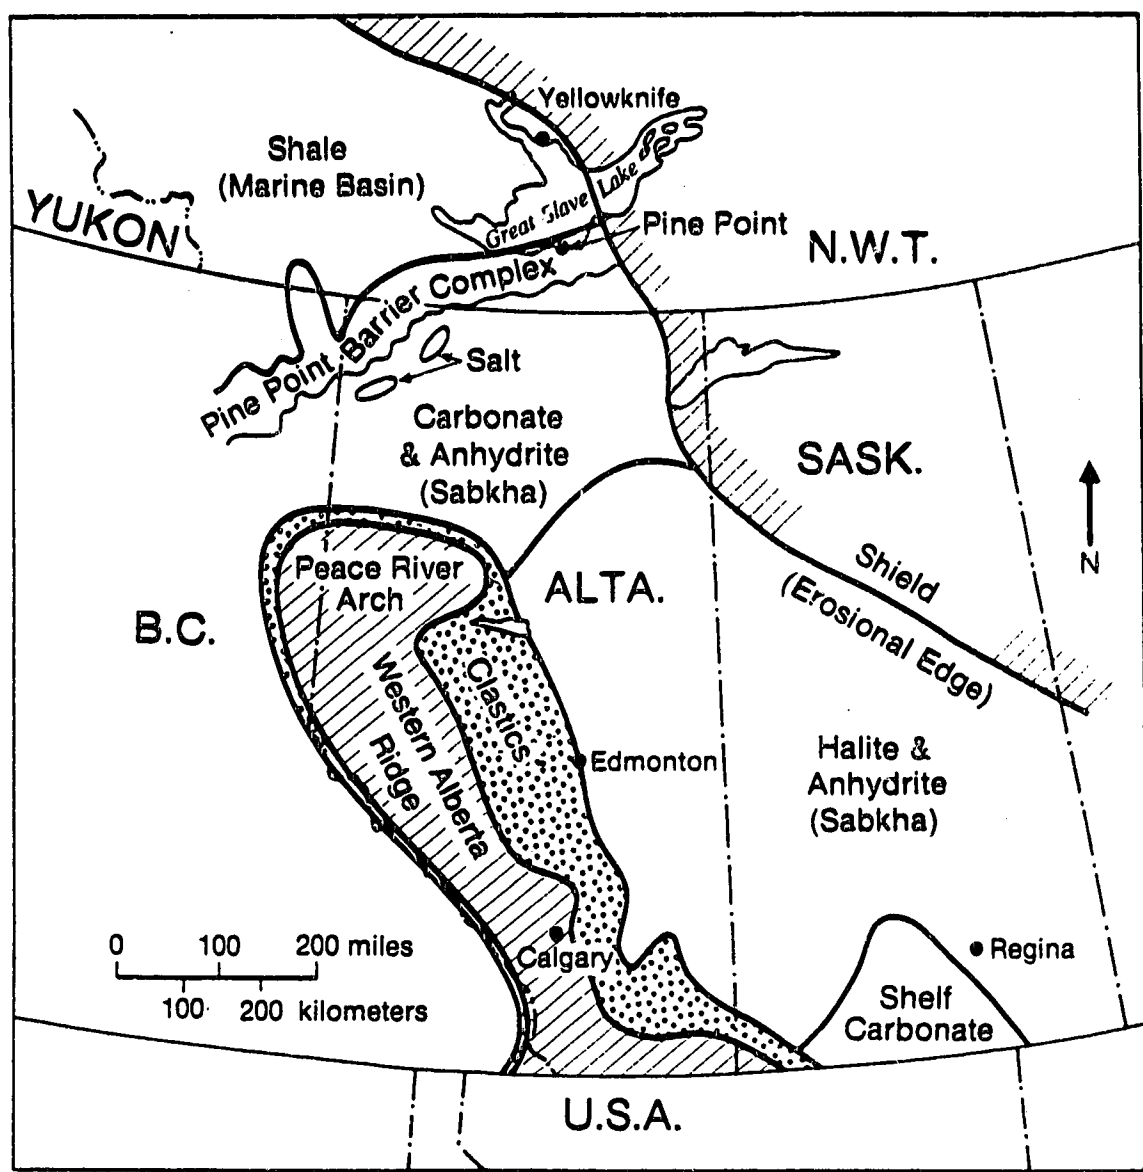 Yellowknife
Shale
(Marine Basin)
YUKON
Great Slave Lake
Pine Point
N.W.T.
Pine Point Barrier Complex
Salt
Carbonate
& Anhydrite
(Sabkha)
SASK.
N
Peace River
Arch
ALTA.
Shield
(Erosional Edge)
B.C.
Western Alberta
Ridge
Clastics
Edmonton
Halite &
Anhydrite
(Sabkha)
0 100 200 miles
100 200 kilometers
Calgary
Regina
Shelf
Carbonate
U.S.A.